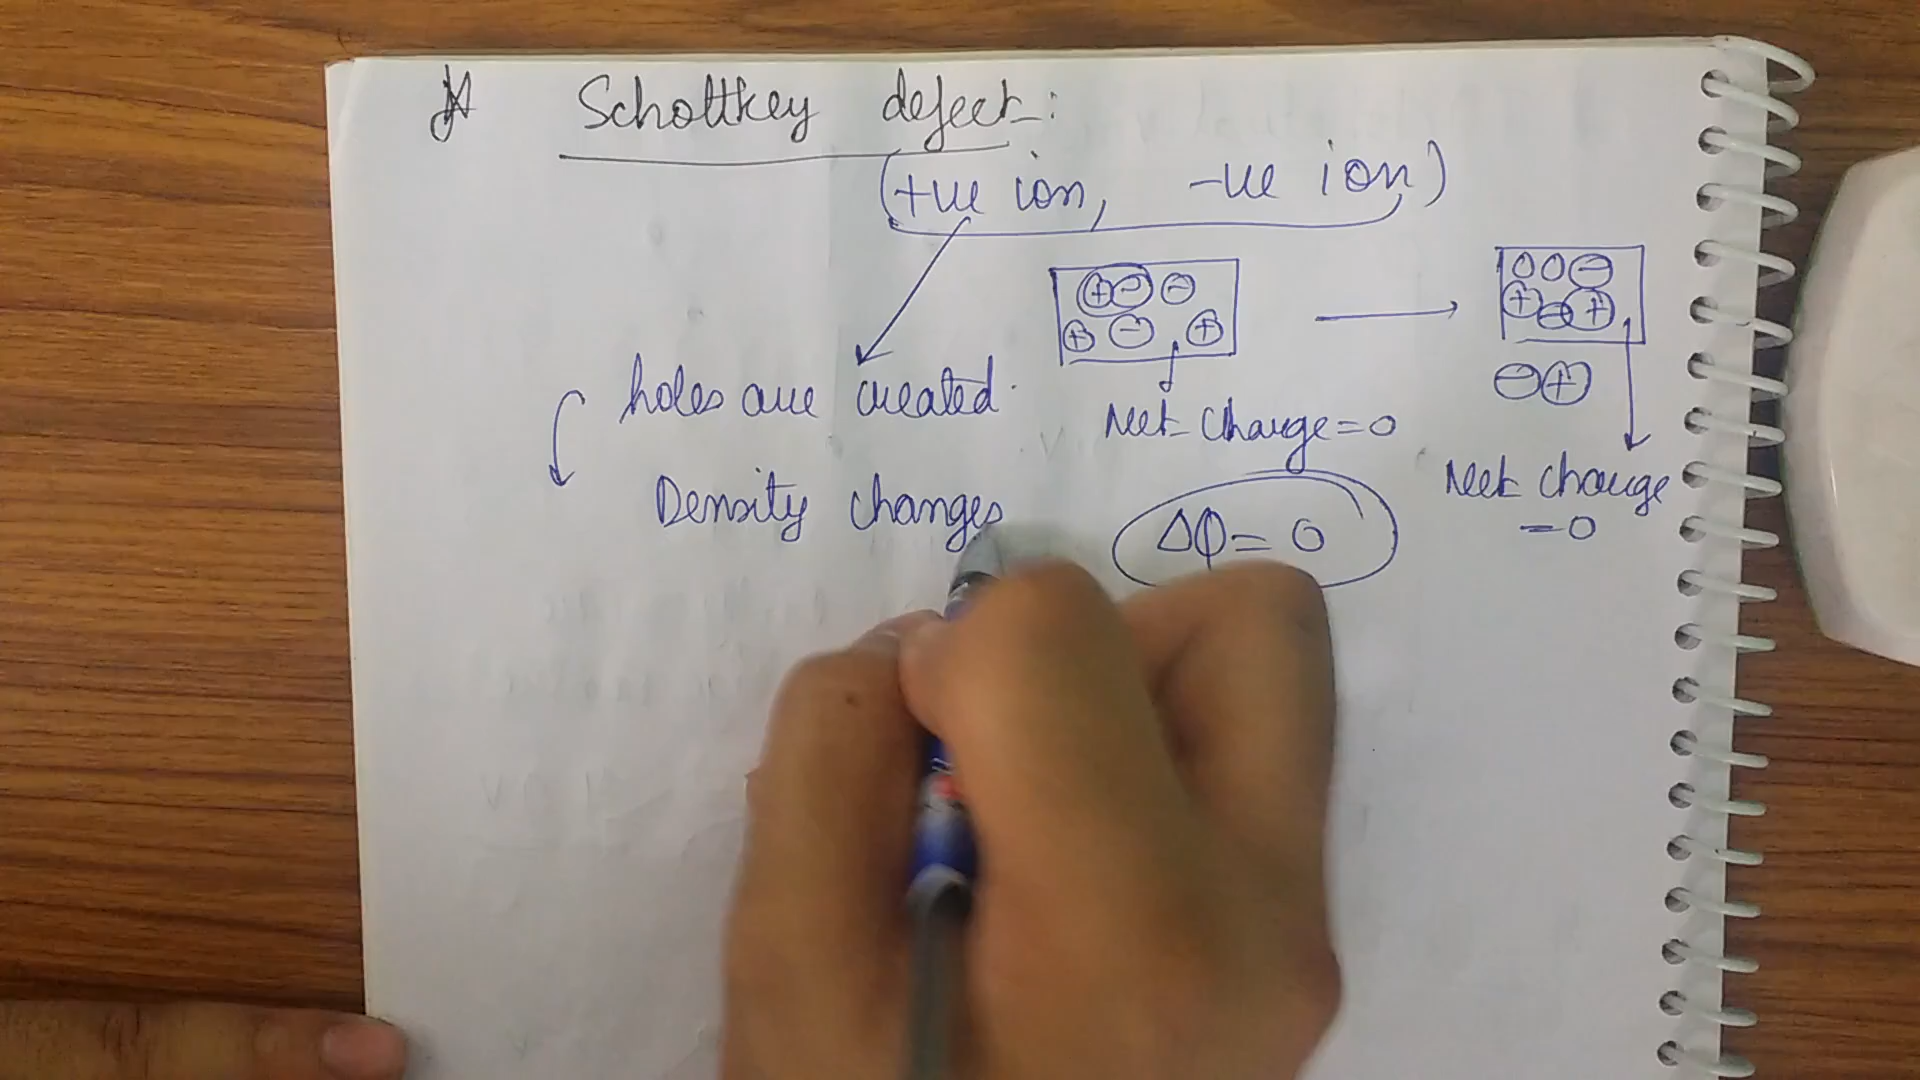 Schottkey defect:
(+ve ion, -ve ion)
holes are created.
Net charge = 0
Net charge
= 0
Density changes
ΔΦ = 0